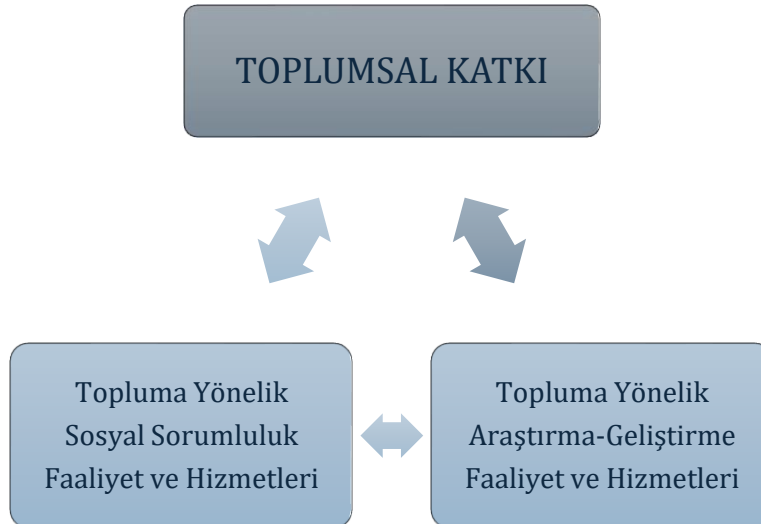 TOPLUMSAL KATKI
Topluma Yönelik
Sosyal Sorumluluk
Faaliyet ve Hizmetleri
Topluma Yönelik
Araştırma-Geliştirme
Faaliyet ve Hizmetleri